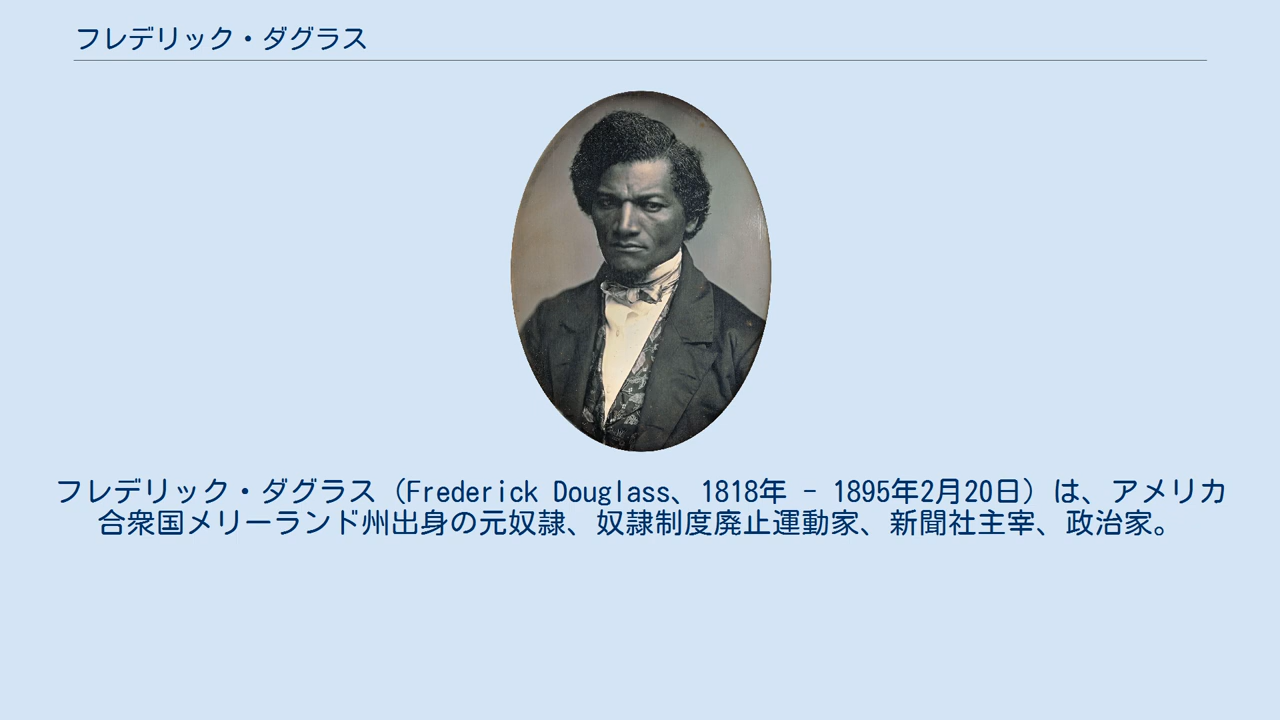 フレデリック・ダグラス
フレデリック・ダグラス（Frederick Douglass、1818年 - 1895年2月20日）は、アメリカ
合衆国メリーランド州出身の元奴隷、奴隷制度廃止運動家、新聞社主宰、政治家。